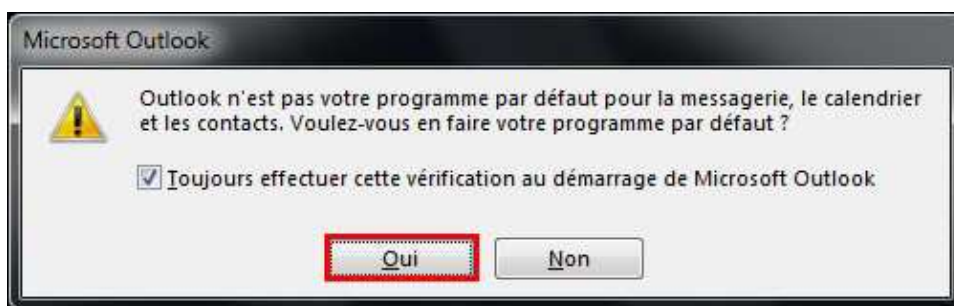 Microsoft Outlook
Outlook n'est pas votre programme par défaut pour la messagerie, le calendrier
et les contacts. Voulez-vous en faire votre programme par défaut ?
Toujours effectuer cette vérification au démarrage de Microsoft Outlook
Oui Non